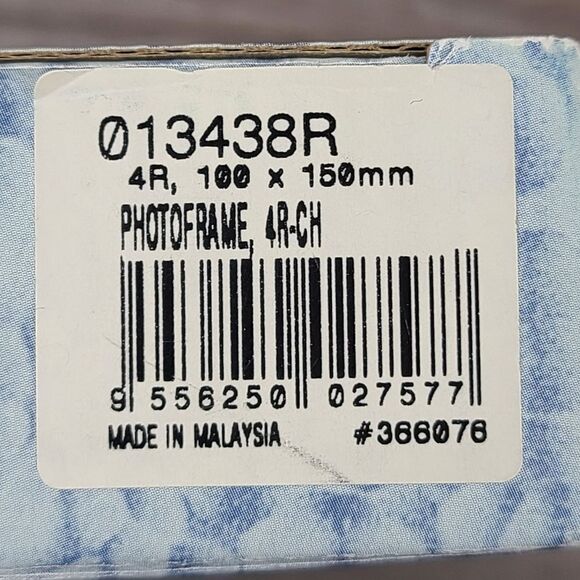 Ø13438R
4R, 100 x 150mm
PHOTOFRAME, 4R-CH
9 556250 027577
MADE IN MALAYSIA #366076